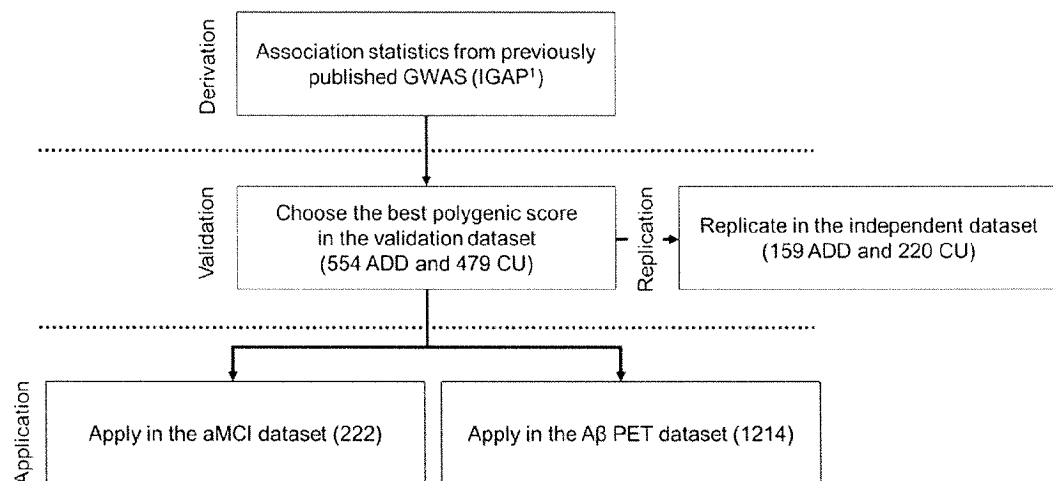 Derivation
Association statistics from previously
published GWAS (IGAP¹)
Validation
Choose the best polygenic score
in the validation dataset
(554 ADD and 479 CU)
Replication
Replicate in the independent dataset
(159 ADD and 220 CU)
Application
Apply in the aMCI dataset (222)
Apply in the Aβ PET dataset (1214)